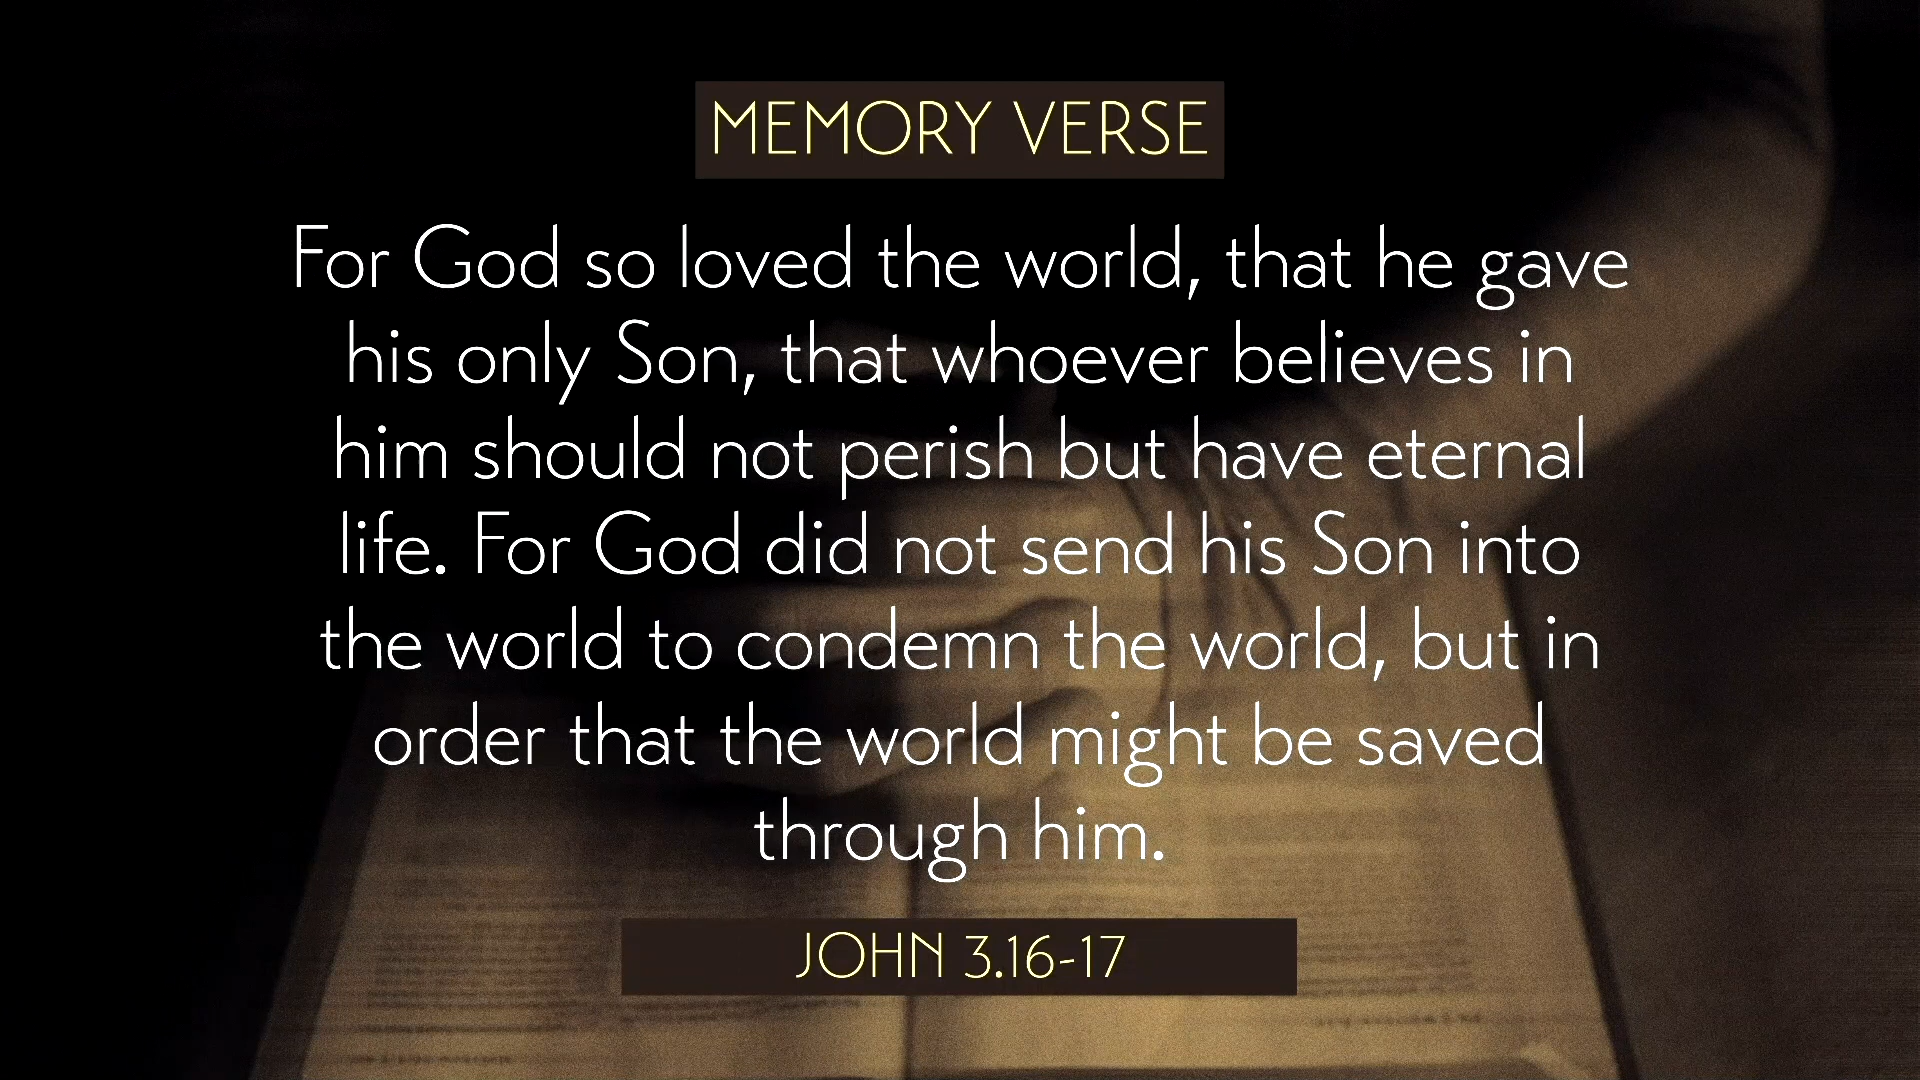 MEMORY VERSE
For God so loved the world, that he gave
his only Son, that whoever believes in
him should not perish but have eternal
life. For God did not send his Son into
the world to condemn the world, but in
order that the world might be saved
through him.
JOHN 3.16-17